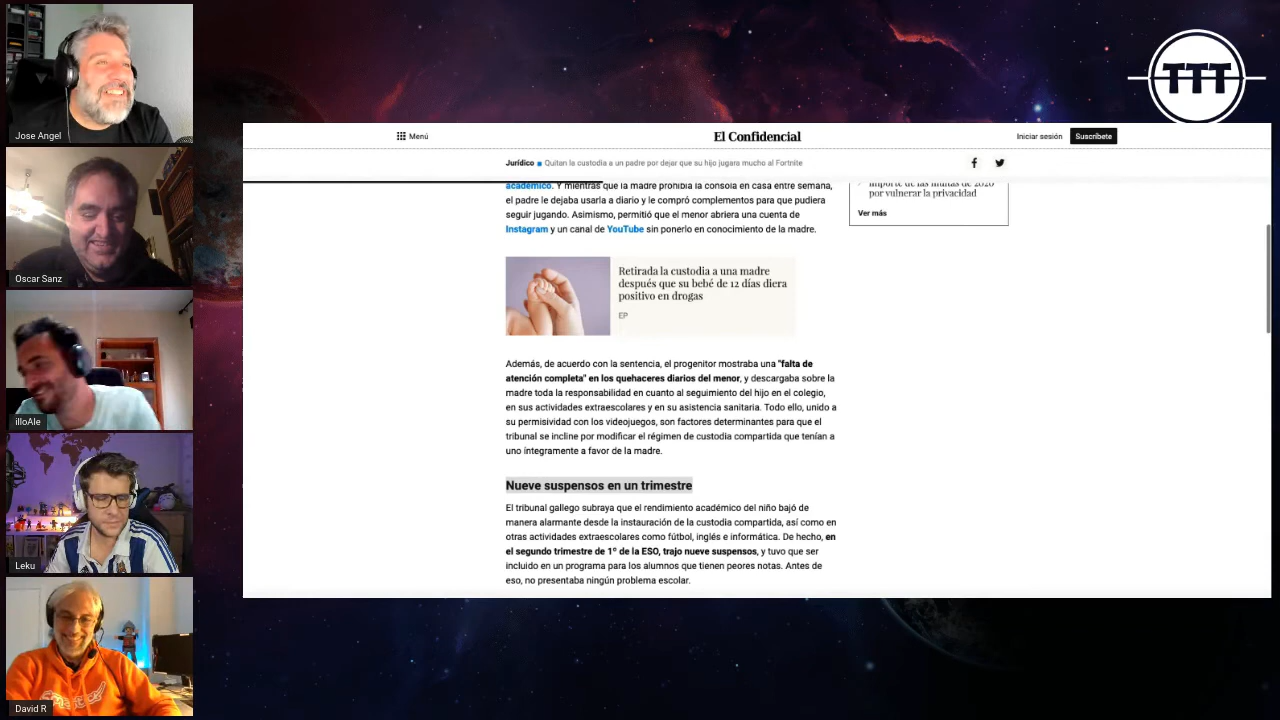 Jose Angel
Oscar Sanz
illoAle
Leku
David R
TTT
Menú
El Confidencial
Iniciar sesión
Suscríbete
Jurídico
Quitan la custodia a un padre por dejar que su hijo jugara mucho al Fortnite
académico. Y mientras que la madre prohibía la consola en casa entre semana,
el padre le dejaba usarla a diario y le compró complementos para que pudiera
seguir jugando. Asimismo, permitió que el menor abriera una cuenta de
Instagram y un canal de YouTube sin ponerlo en conocimiento de la madre.
importe de las multas de 2020
por vulnerar la privacidad
Ver más
Retirada la custodia a una madre
después que su bebé de 12 días diera
positivo en drogas
EP
Además, de acuerdo con la sentencia, el progenitor mostraba una "falta de
atención completa" en los quehaceres diarios del menor, y descargaba sobre la
madre toda la responsabilidad en cuanto al seguimiento del hijo en el colegio,
en sus actividades extraescolares y en su asistencia sanitaria. Todo ello, unido a
su permisividad con los videojuegos, son factores determinantes para que el
tribunal se incline por modificar el régimen de custodia compartida que tenían a
uno íntegramente a favor de la madre.
Nueve suspensos en un trimestre
El tribunal gallego subraya que el rendimiento académico del niño bajó de
manera alarmante desde la instauración de la custodia compartida, así como en
otras actividades extraescolares como fútbol, inglés e informática. De hecho, en
el segundo trimestre de 1º de la ESO, trajo nueve suspensos, y tuvo que ser
incluido en un programa para los alumnos que tienen peores notas. Antes de
eso, no presentaba ningún problema escolar.